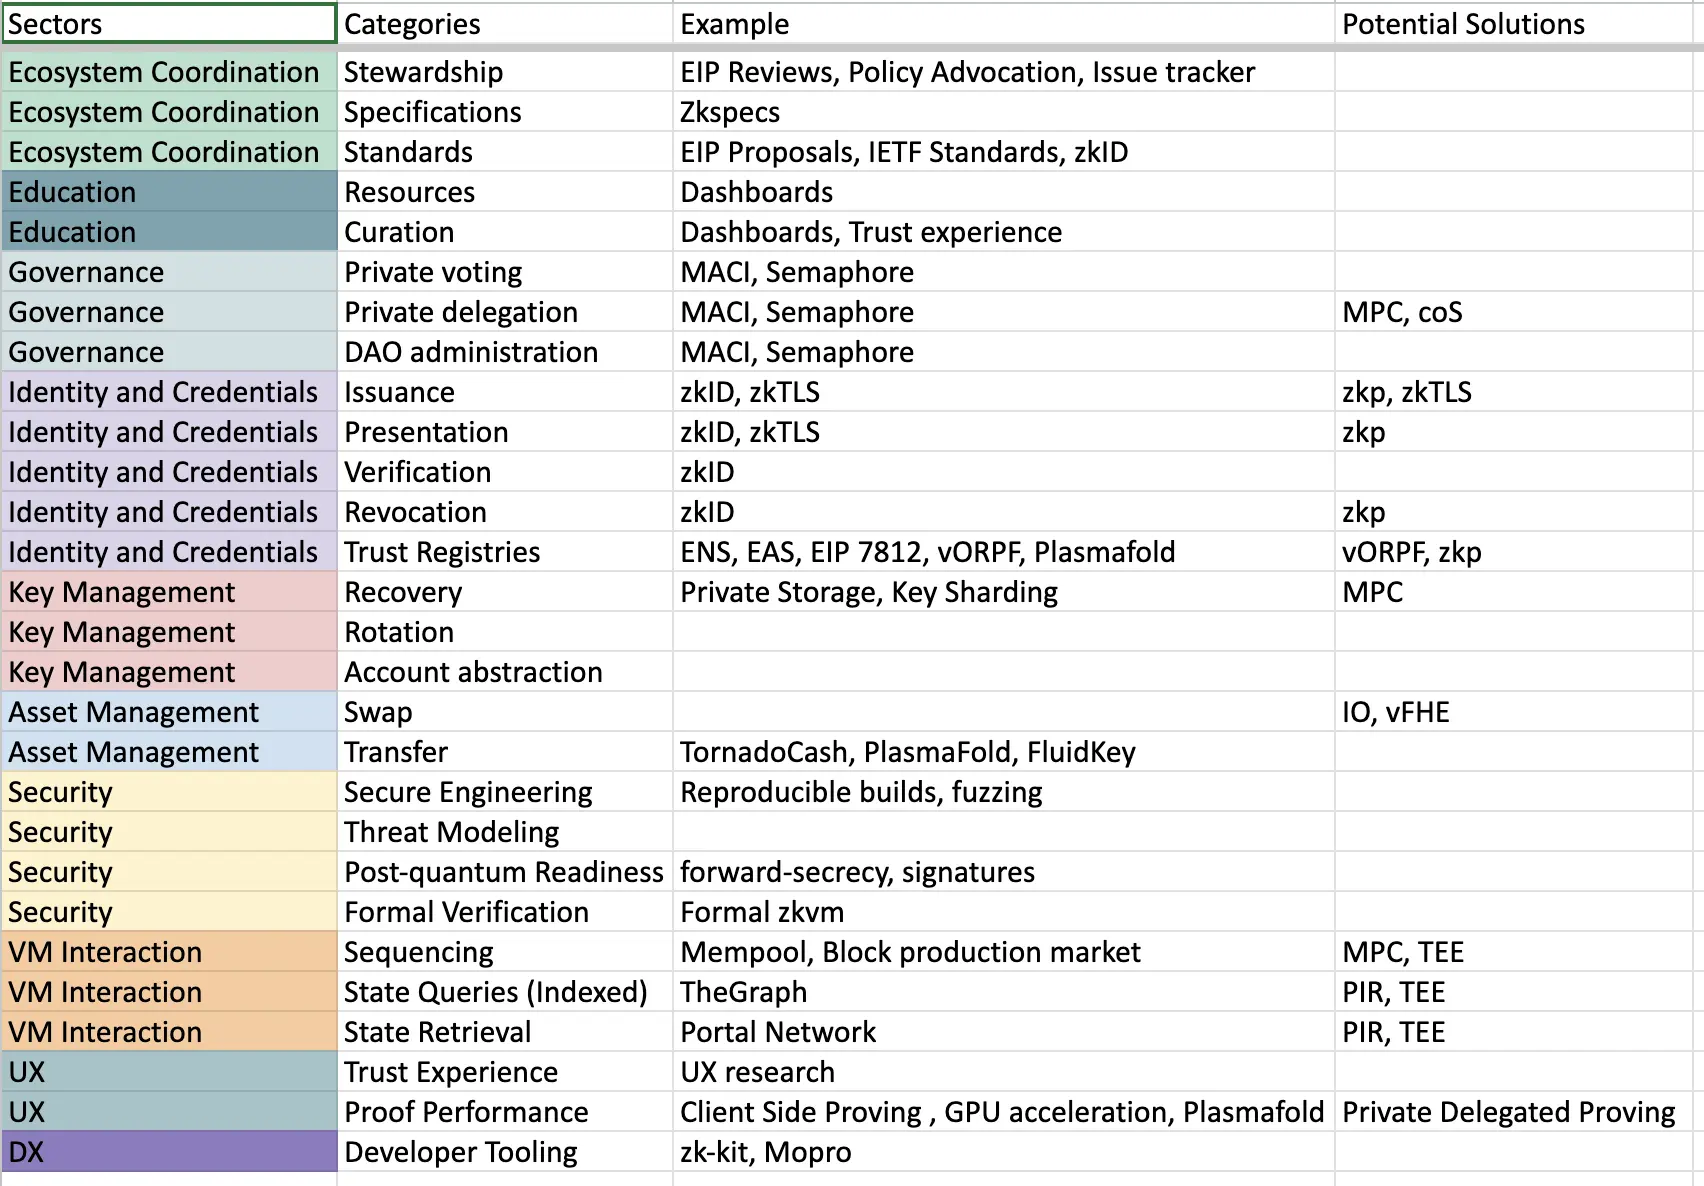 Sectors Categories Example Potential Solutions
Ecosystem Coordination Stewardship EIP Reviews, Policy Advocation, Issue tracker
Ecosystem Coordination Specifications Zkspecs
Ecosystem Coordination Standards EIP Proposals, IETF Standards, zkID
Education Resources Dashboards
Education Curation Dashboards, Trust experience
Governance Private voting MACI, Semaphore
Governance Private delegation MACI, Semaphore MPC, coS
Governance DAO administration MACI, Semaphore
Identity and Credentials Issuance zkID, zkTLS zkp, zkTLS
Identity and Credentials Presentation zkID, zkTLS zkp
Identity and Credentials Verification zkID
Identity and Credentials Revocation zkID zkp
Identity and Credentials Trust Registries ENS, EAS, EIP 7812, vORPF, Plasmafold vORPF, zkp
Key Management Recovery Private Storage, Key Sharding MPC
Key Management Rotation
Key Management Account abstraction
Asset Management Swap IO, vFHE
Asset Management Transfer TornadoCash, PlasmaFold, FluidKey
Security Secure Engineering Reproducible builds, fuzzing
Security Threat Modeling
Security Post-quantum Readiness forward-secrecy, signatures
Security Formal Verification Formal zkvm
VM Interaction Sequencing Mempool, Block production market MPC, TEE
VM Interaction State Queries (Indexed) TheGraph PIR, TEE
VM Interaction State Retrieval Portal Network PIR, TEE
UX Trust Experience UX research
UX Proof Performance Client Side Proving , GPU acceleration, Plasmafold Private Delegated Proving
DX Developer Tooling zk-kit, Mopro